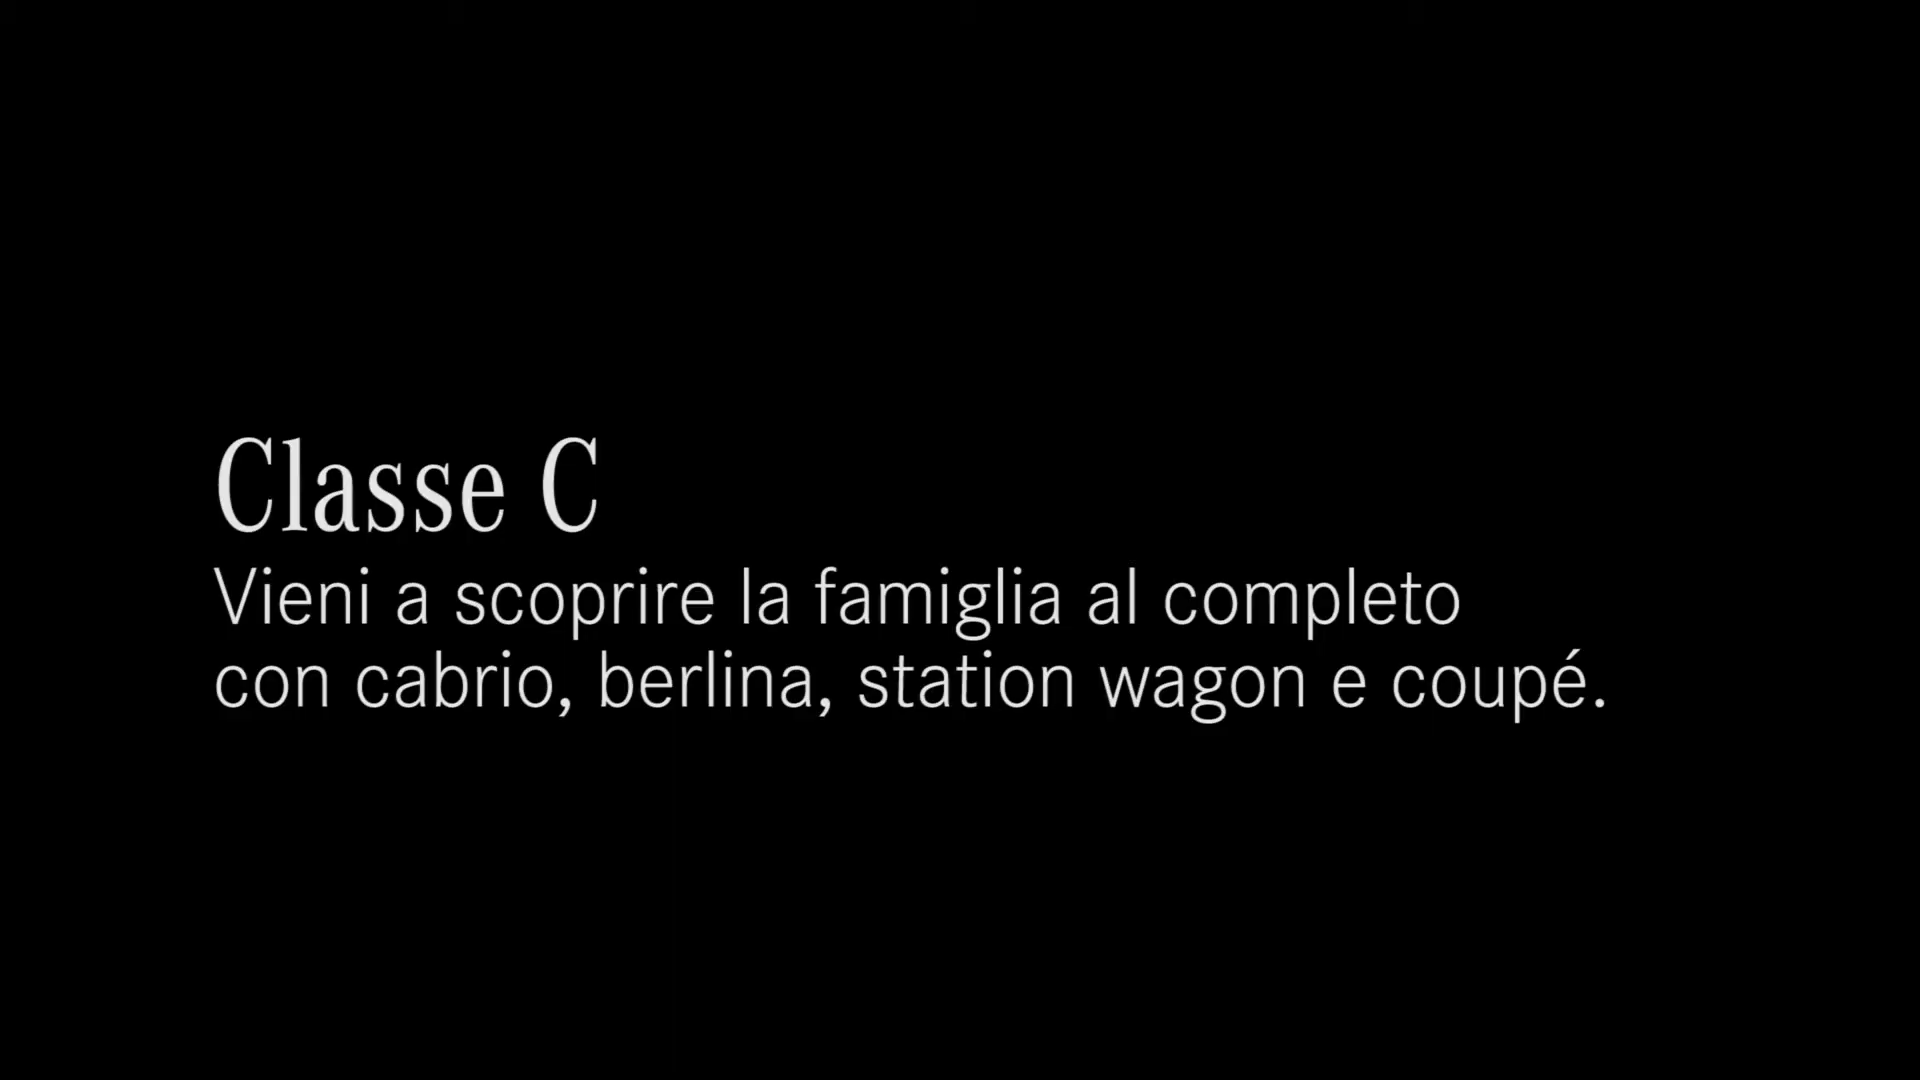 Classe C
Vieni a scoprire la famiglia al completo
con cabrio, berlina, station wagon e coupé.